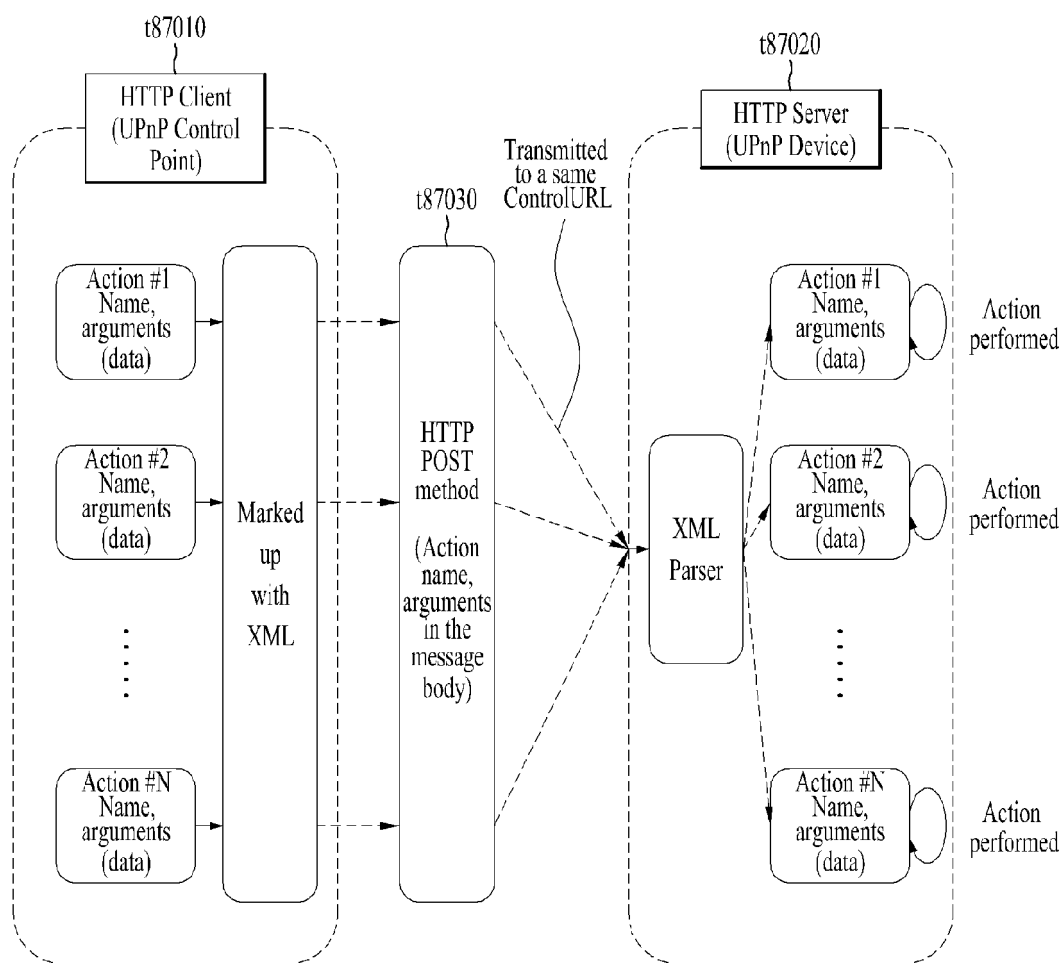 t87010
HTTP Client
(UPnP Control
Point)
t87020
HTTP Server
(UPnP Device)
Transmitted
to a same
ControlURL
t87030
Action #1
Name,
arguments
(data)
Action #2
Name,
arguments
(data)
Action #N
Name,
arguments
(data)
Marked
up
with
XML
HTTP
POST
method
(Action
name,
arguments
in the
message
body)
XML
Parser
Action #1
Name,
arguments
(data)
Action
performed
Action #2
Name,
arguments
(data)
Action
performed
Action #N
Name,
arguments
(data)
Action
performed